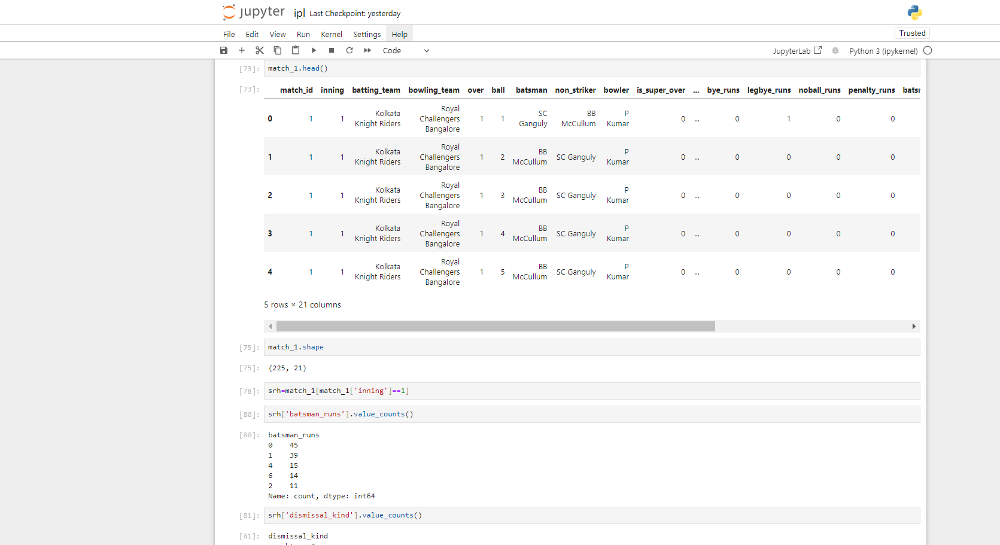 jupyter ipl Last Checkpoint: yesterday
File Edit View Run Kernel Settings Help Trusted
Code JupyterLab Python 3 (ipykernel)
[73]: match_1.head()
[73]: match_id inning batting_team bowling_team over ball batsman non_striker bowler is_super_over ... bye_runs legbye_runs noball_runs penalty_runs batsr
0 1 1 Kolkata Knight Riders Royal Challengers Bangalore 1 1 SC Ganguly BB McCullum P Kumar 0 ... 0 1 0 0
1 1 1 Kolkata Knight Riders Royal Challengers Bangalore 1 2 BB McCullum SC Ganguly P Kumar 0 ... 0 0 0 0
2 1 1 Kolkata Knight Riders Royal Challengers Bangalore 1 3 BB McCullum SC Ganguly P Kumar 0 ... 0 0 0 0
3 1 1 Kolkata Knight Riders Royal Challengers Bangalore 1 4 BB McCullum SC Ganguly P Kumar 0 ... 0 0 0 0
4 1 1 Kolkata Knight Riders Royal Challengers Bangalore 1 5 BB McCullum SC Ganguly P Kumar 0 ... 0 0 0 0
5 rows × 21 columns
[75]: match_1.shape
[75]: (225, 21)
[78]: srh=match_1[match_1['inning']==1]
[80]: srh['batsman_runs'].value_counts()
[80]: batsman_runs
0 45
1 39
4 15
6 14
2 11
Name: count, dtype: int64
[81]: srh['dismissal_kind'].value_counts()
[81]: dismissal_kind